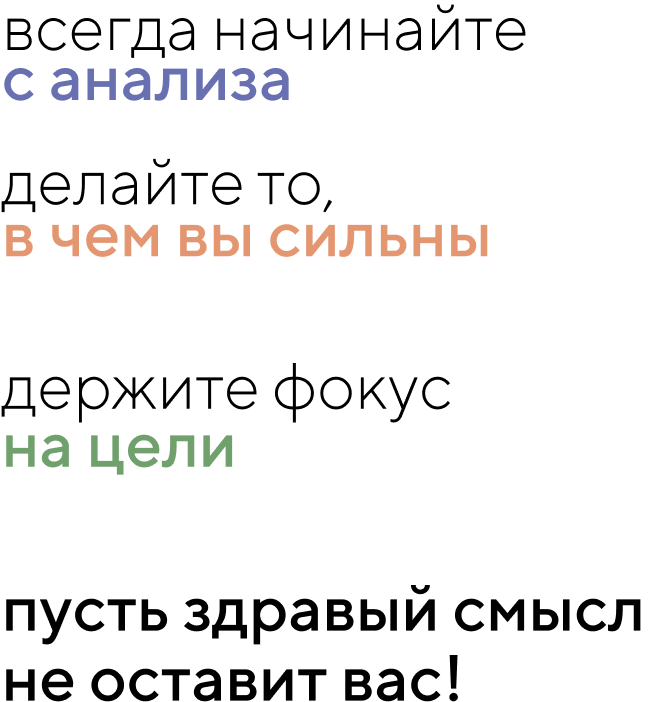 всегда начинайте
с анализа
делайте то,
в чем вы сильны
держите фокус
на цели
пусть здравый смысл
не оставит вас!